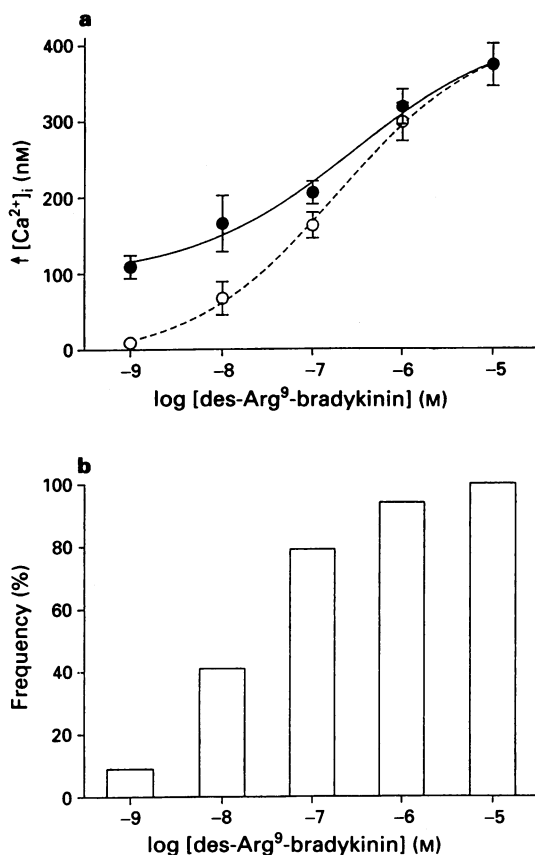 a
400
300
200
100
0
↑ [Ca²⁺]ᵢ (nM)
−9 −8 −7 −6 −5
log [des-Arg⁹-bradykinin] (M)
b
100
80
60
40
20
0
Frequency (%)
−9 −8 −7 −6 −5
log [des-Arg⁹-bradykinin] (M)